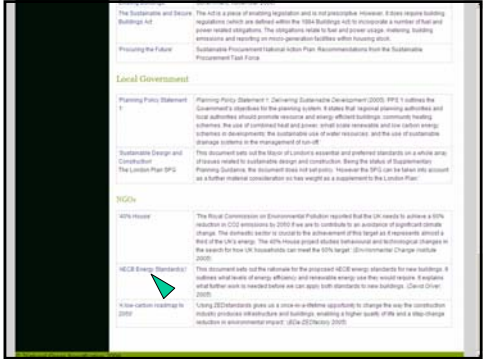 The Sustainable and Secure Buildings Act
The Act is a piece of enabling legislation and is not prescriptive. However, it does require building
regulations (which are defined within the 1984 Buildings Act) to incorporate a number of fuel and
power related obligations. The obligations relate to fuel and power usage, metering, building
emissions and reporting on micro-generation facilities within housing stock.
'Procuring the Future'
Sustainable Procurement National Action Plan: Recommendations from the Sustainable
Procurement Task Force.
Local Government
Planning Policy Statement
1
Planning Policy Statement 1: Delivering Sustainable Development (2005). PPS 1 outlines the
Government's objectives for the planning system. It states that 'regional planning authorities and
local authorities should promote resource and energy efficient buildings; community heating
schemes; the use of combined heat and power; small scale renewable and low carbon energy
schemes in developments; the sustainable use of water resources; and the use of sustainable
drainage systems in the management of run-off'
Sustainable Design and
Construction
The London Plan SPG
This document sets out the Mayor of London's essential and preferred standards on a whole array
of issues related to sustainable design and construction. Being the status of Supplementary
Planning Guidance, the document does not set policy. However the SPG can be taken into account
as a further material consideration so has weight as a supplement to the London Plan'
NGOs
'40% House'
'The Royal Commission on Environmental Pollution reported that the UK needs to achieve a 60%
reduction in CO2 emissions by 2050 if we are to contribute to an avoidance of significant climate
change. The domestic sector is crucial to the achievement of this target as it represents almost a
third of the UK's energy. The 40% House project studies behavioural and technological changes in
the search for how UK households can meet the 60% target.' (Environmental Change Institute
2005)
'AECB Energy Standard(s)'
This document sets out the rationale for the proposed AECB energy standards for new buildings. It
outlines what levels of energy efficiency and renewable energy use they would require. It explains
what further work is needed before we can apply both standards to new buildings. (David Olivier,
2005)
'A low-carbon roadmap to
2050'
'Using ZEDstandards gives us a once-in-a-lifetime opportunity to change the way the construction
industry produces infrastructure and buildings, enabling a higher quality of life and a step change
reduction in environmental impact.' (BDa-ZEDfactory 2005)